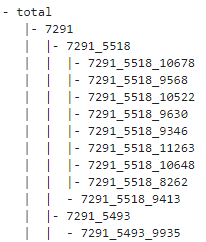 - total
|- 7291
| |- 7291_5518
| | |- 7291_5518_10678
| | |- 7291_5518_9568
| | |- 7291_5518_10522
| | |- 7291_5518_9630
| | |- 7291_5518_9346
| | |- 7291_5518_11263
| | |- 7291_5518_10648
| | |- 7291_5518_8262
| | - 7291_5518_9413
| |- 7291_5493
| | - 7291_5493_9935